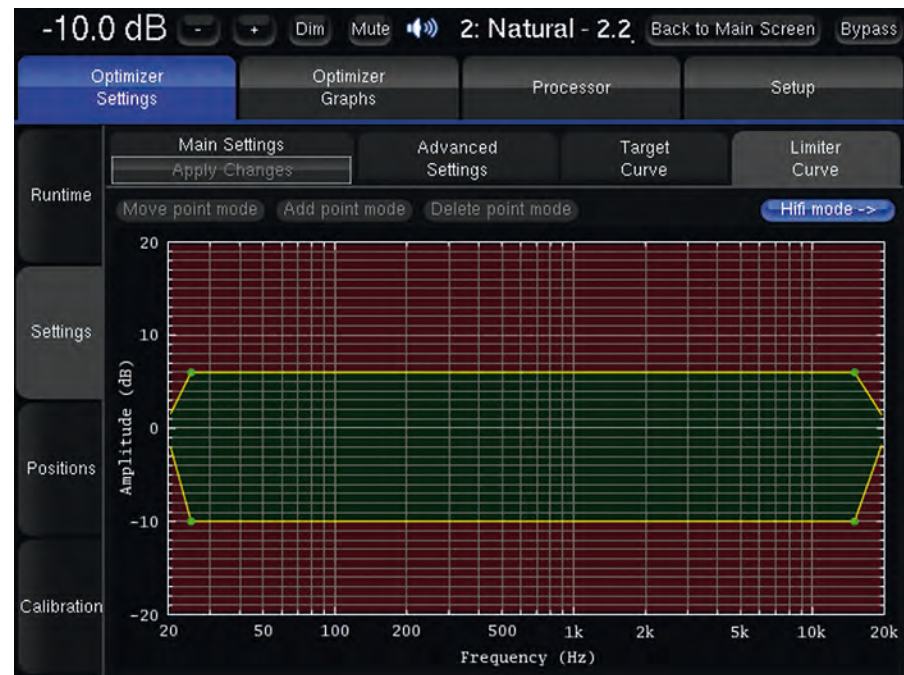 -10.0 dB - + Dim Mute 2: Natural - 2.2. Back to Main Screen Bypass
Optimizer Settings Optimizer Graphs Processor Setup
Main Settings Advanced Settings Target Curve Limiter Curve
Apply Changes
Runtime
Move point mode Add point mode Delete point mode Hifi mode ->
Settings
Positions
Calibration
Amplitude (dB)
20
10
0
-10
-20
20 50 100 200 500 1k 2k 5k 10k 20k
Frequency (Hz)